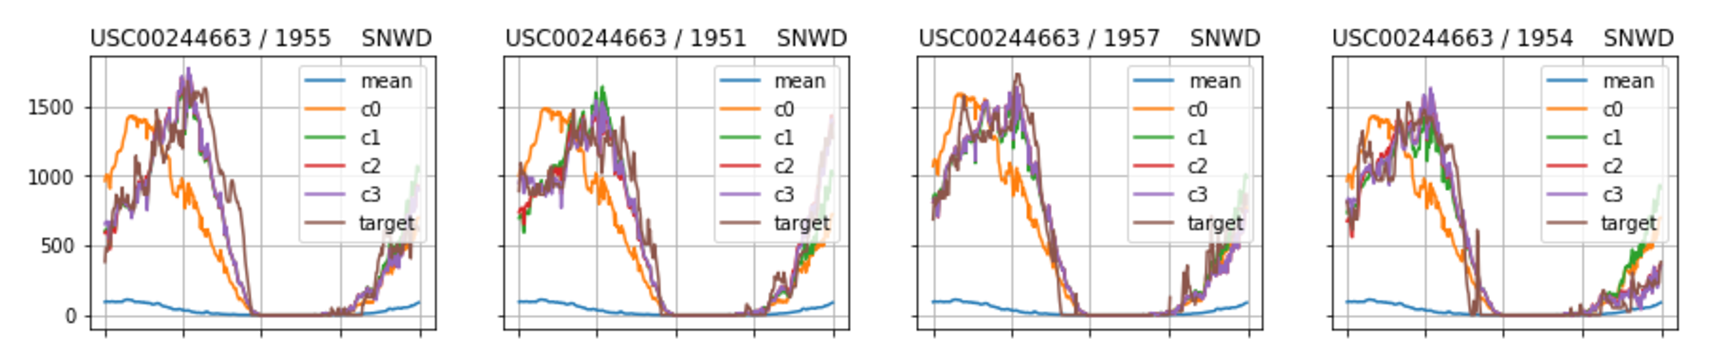 USC00244663 / 1955 SNWD
mean
c0
c1
c2
c3
target
1500
1000
500
0
USC00244663 / 1951 SNWD
mean
c0
c1
c2
c3
target
USC00244663 / 1957 SNWD
mean
c0
c1
c2
c3
target
USC00244663 / 1954 SNWD
mean
c0
c1
c2
c3
target